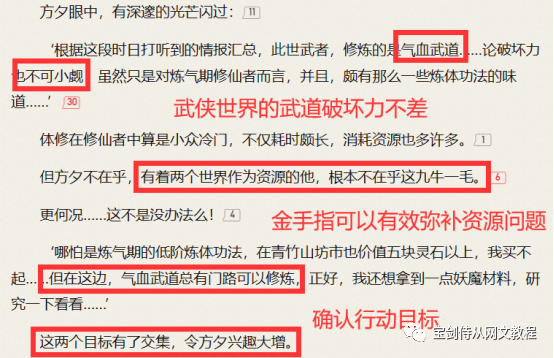 方夕眼中，有深邃的光芒闪过： 11
‘根据这段时日打听到的情报汇总，此世武者，修炼的是气血武道……论破坏力
也不可小觑，虽然只是对炼气期修仙者而言，并且，颇有那么一些炼体功法的味
道……’ 30
武侠世界的武道破坏力不差
体修在修仙者中算是小众冷门，不仅耗时颇长，消耗资源也多许多。 1
但方夕不在乎，有着两个世界作为资源的他，根本不在乎这九牛一毛。 6
更何况……这不是没办法么！ 4
金手指可以有效弥补资源问题
‘哪怕是炼气期的低阶炼体功法，在青竹山坊市也价值五块灵石以上，我买不
起……但在这边，气血武道总有门路可以修炼，正好，我还想拿到一点妖魔材料，研
究一下看看……’
确认行动目标
这两个目标有了交集，令方夕兴趣大增。
宝剑侍从网文教程